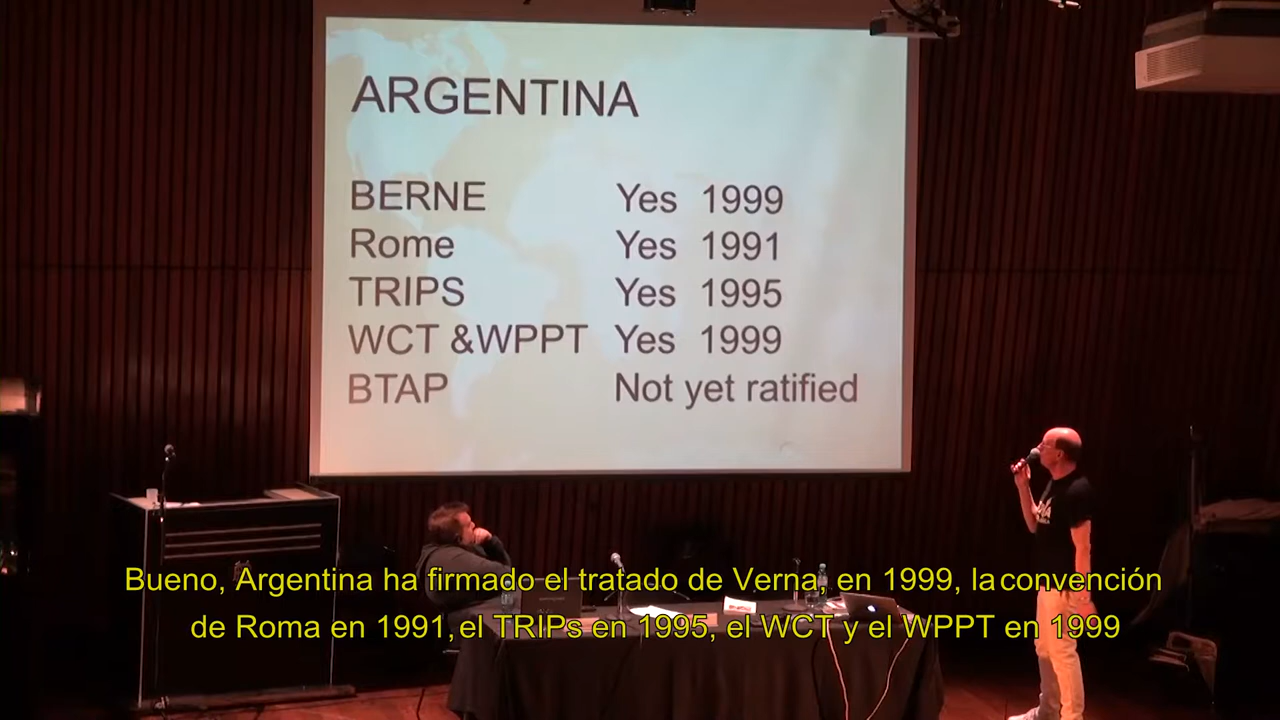 ARGENTINA
BERNE Yes 1999
Rome Yes 1991
TRIPS Yes 1995
WCT &WPPT Yes 1999
BTAP Not yet ratified
Bueno, Argentina ha firmado el tratado de Verna, en 1999, la convención
de Roma en 1991, el TRIPs en 1995, el WCT y el WPPT en 1999